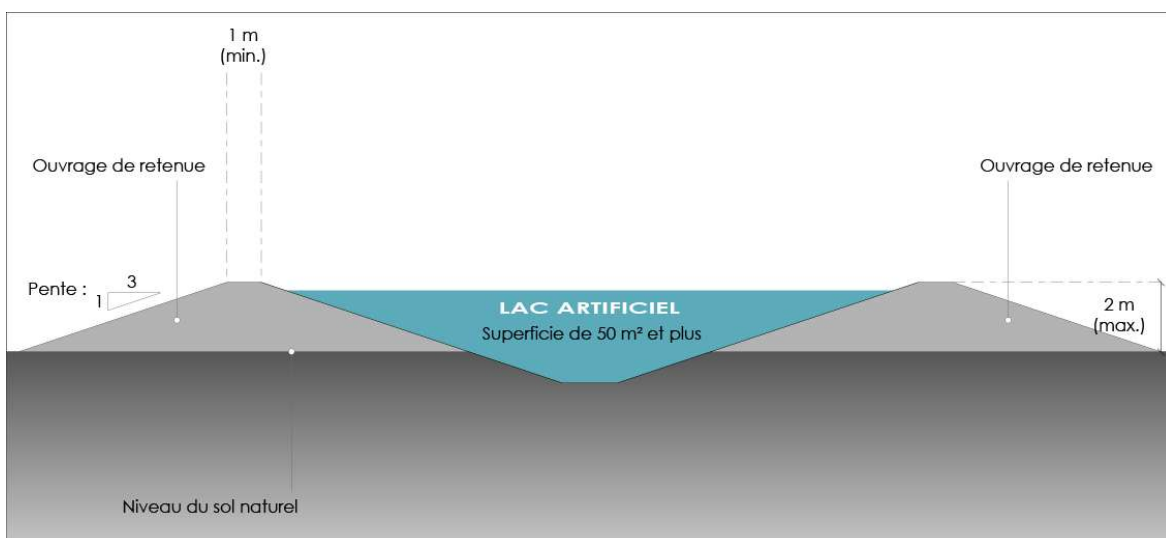 1 m
(min.)
Ouvrage de retenue
Ouvrage de retenue
Pente :
3
1
LAC ARTIFICIEL
Superficie de 50 m² et plus
2 m
(max.)
Niveau du sol naturel